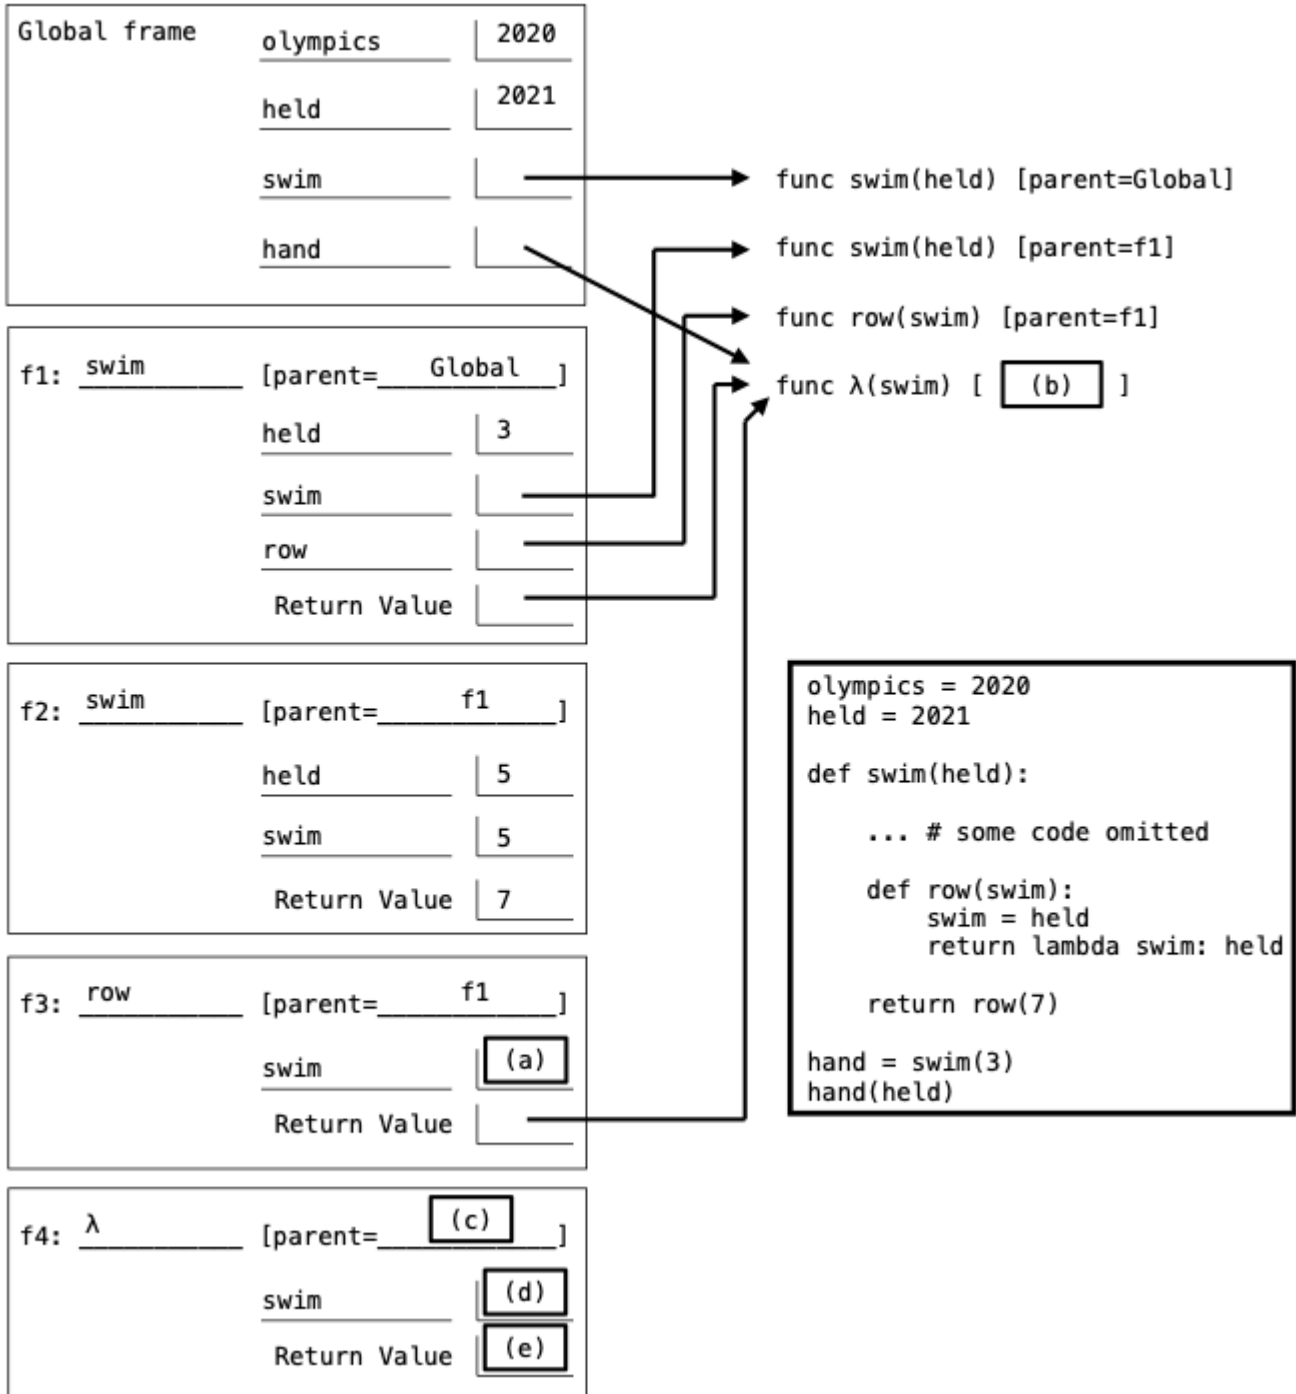 Global frame
olympics 2020
held 2021
swim
hand
func swim(held) [parent=Global]
func swim(held) [parent=f1]
func row(swim) [parent=f1]
func λ(swim) [ (b) ]
f1: swim [parent=Global]
held 3
swim
row
Return Value
f2: swim [parent=f1]
held 5
swim 5
Return Value 7
f3: row [parent=f1]
swim (a)
Return Value
f4: λ [parent=(c)]
swim (d)
Return Value (e)
olympics = 2020
held = 2021
def swim(held):
... # some code omitted
def row(swim):
swim = held
return lambda swim: held
return row(7)
hand = swim(3)
hand(held)